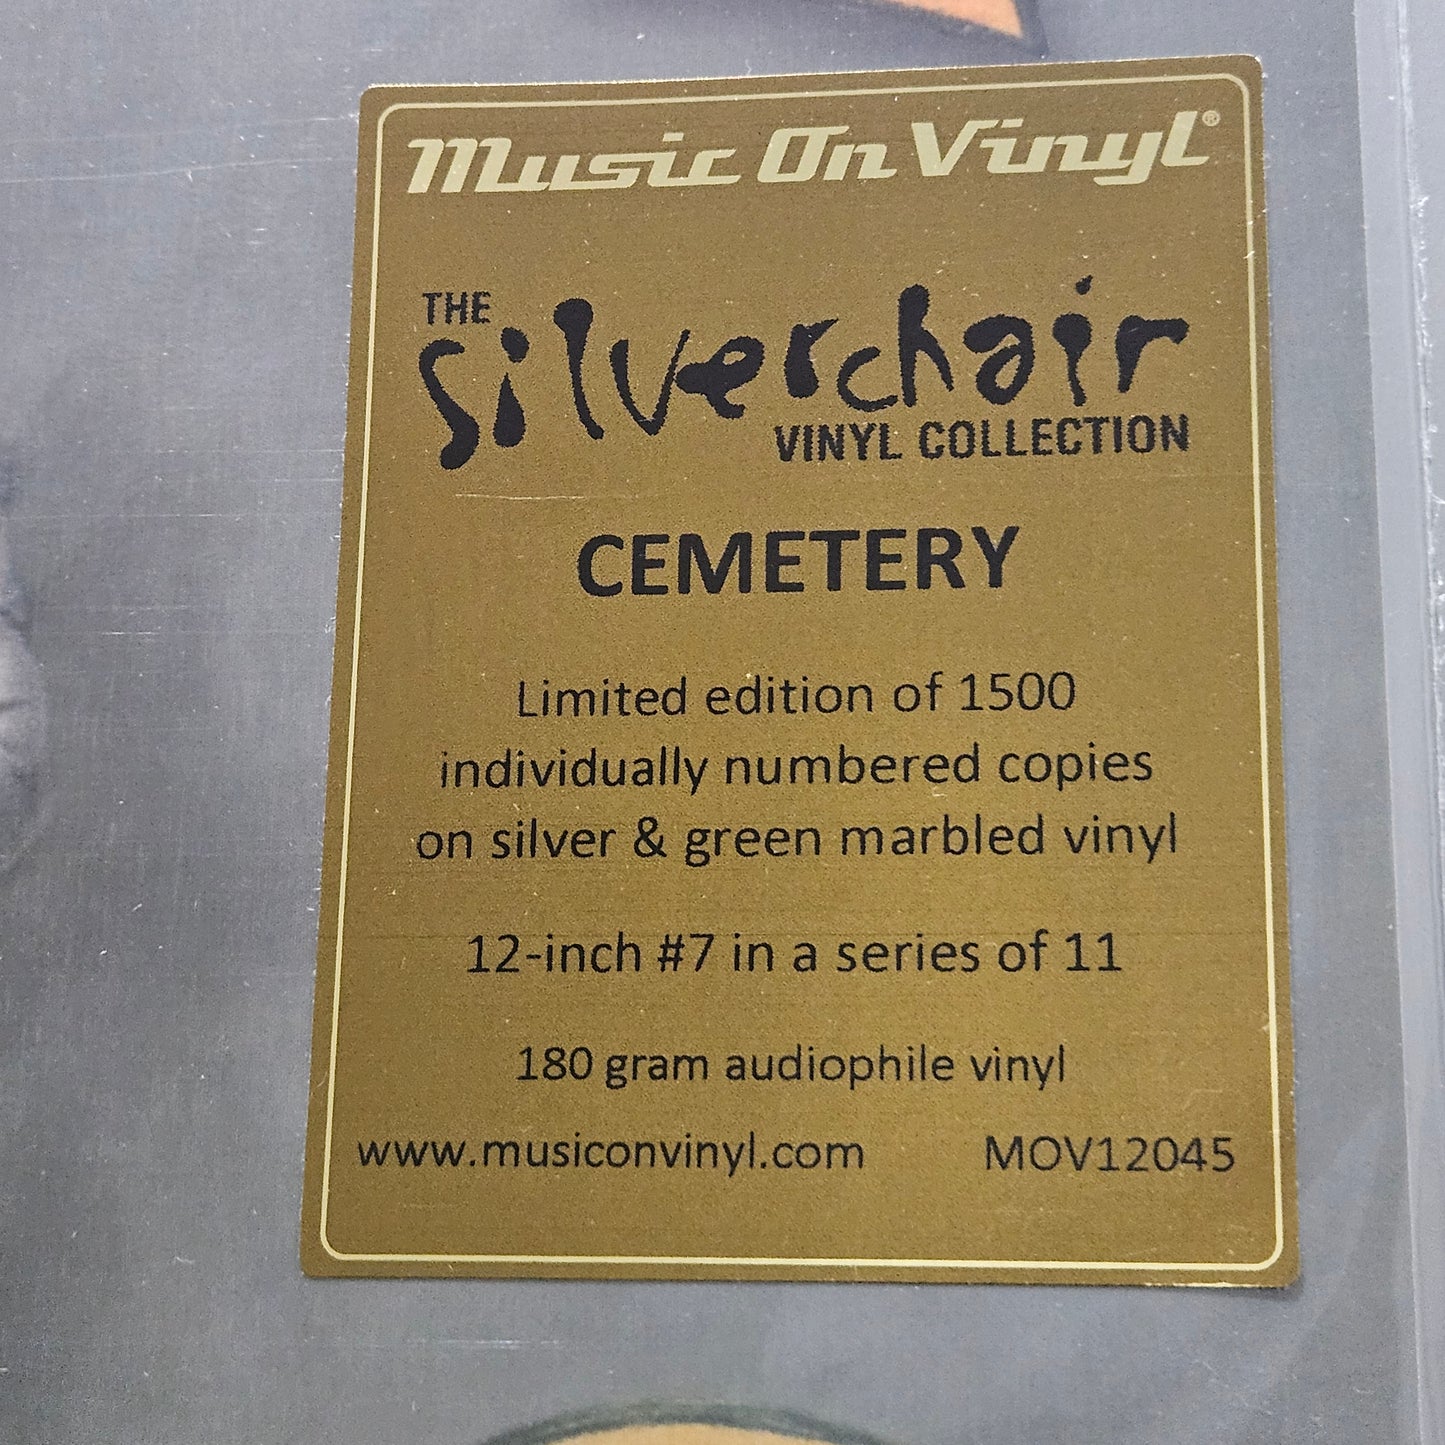 Music On Vinyl®
THE
silverchair
VINYL COLLECTION
CEMETERY
Limited edition of 1500
individually numbered copies
on silver & green marbled vinyl
12-inch #7 in a series of 11
180 gram audiophile vinyl
www.musiconvinyl.com MOV12045